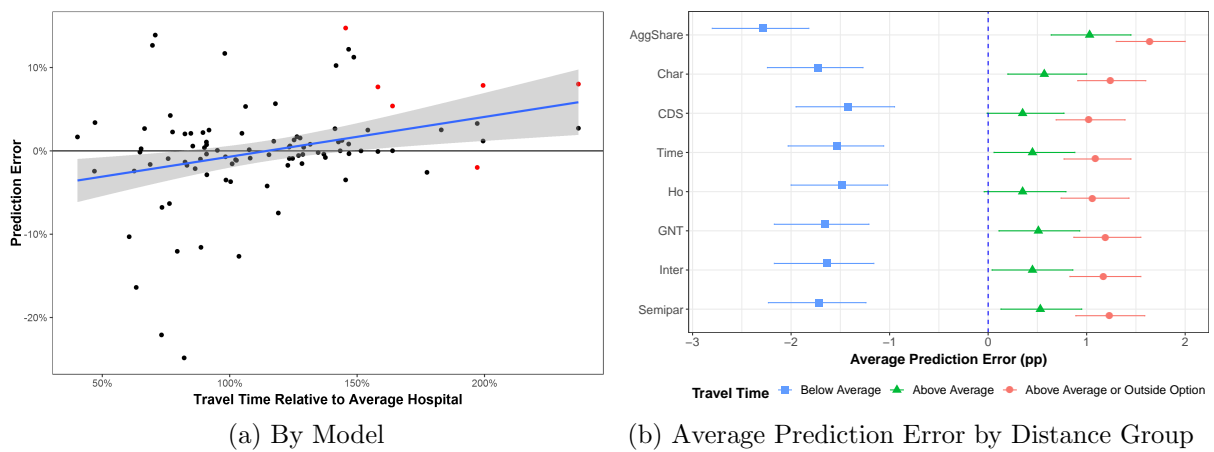 10%
0%
-10%
-20%
Prediction Error
50%
100%
150%
200%
Travel Time Relative to Average Hospital
(a) By Model
AggShare
Char
CDS
Time
Ho
GNT
Inter
Semipar
−3
−2
−1
0
1
2
Average Prediction Error (pp)
Travel Time Below Average Above Average Above Average or Outside Option
(b) Average Prediction Error by Distance Group